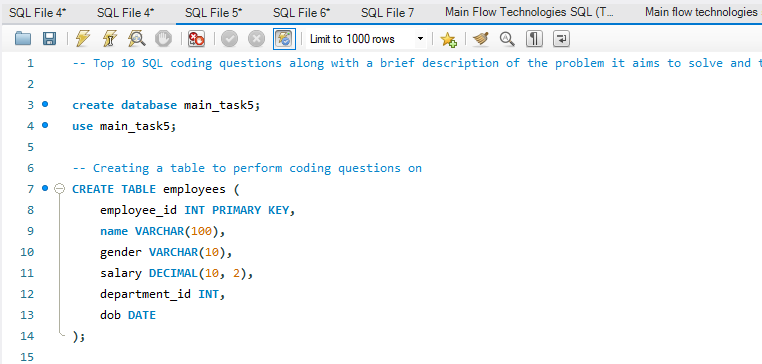 SQL File 4* SQL File 4* SQL File 5* SQL File 6* SQL File 7 Main Flow Technologies SQL (T... Main flow technologies
Limit to 1000 rows
1 -- Top 10 SQL coding questions along with a brief description of the problem it aims to solve and
2
3 create database main_task5;
4 use main_task5;
5
6 -- Creating a table to perform coding questions on
7 CREATE TABLE employees (
8 employee_id INT PRIMARY KEY,
9 name VARCHAR(100),
10 gender VARCHAR(10),
11 salary DECIMAL(10, 2),
12 department_id INT,
13 dob DATE
14 );
15